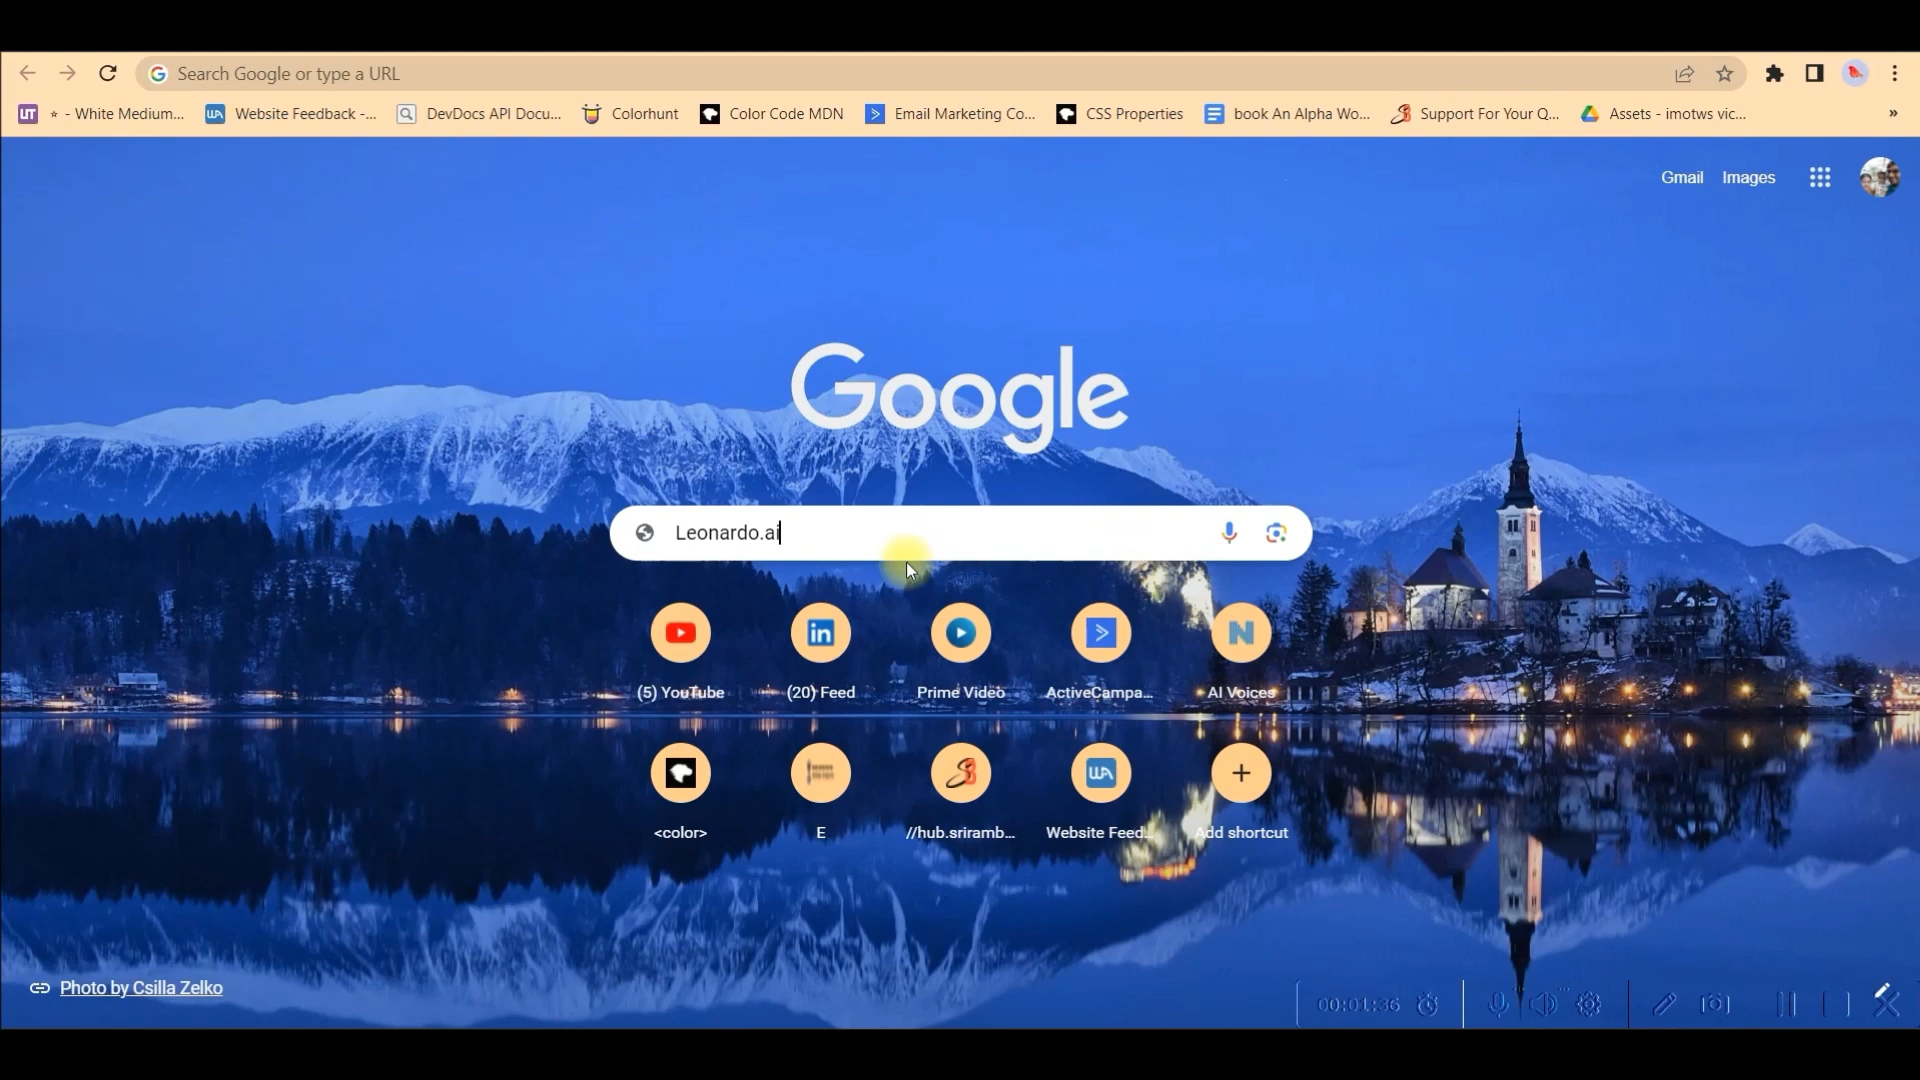 Search Google or type a URL
UT
* - White Medium...
Website Feedback -...
DevDocs API Docu...
Colorhunt
Color Code MDN
Email Marketing Co...
CSS Properties
book An Alpha Wo...
Support For Your Q...
Assets - imotws vic...
»
Gmail
Images
Google
Leonardo.ai
(5) YouTube
(20) Feed
Prime Video
ActiveCampa...
AI Voices
<color>
E
//hub.sriramb...
Website Feed...
Add shortcut
Photo by Csilla Zelko
00:01:36